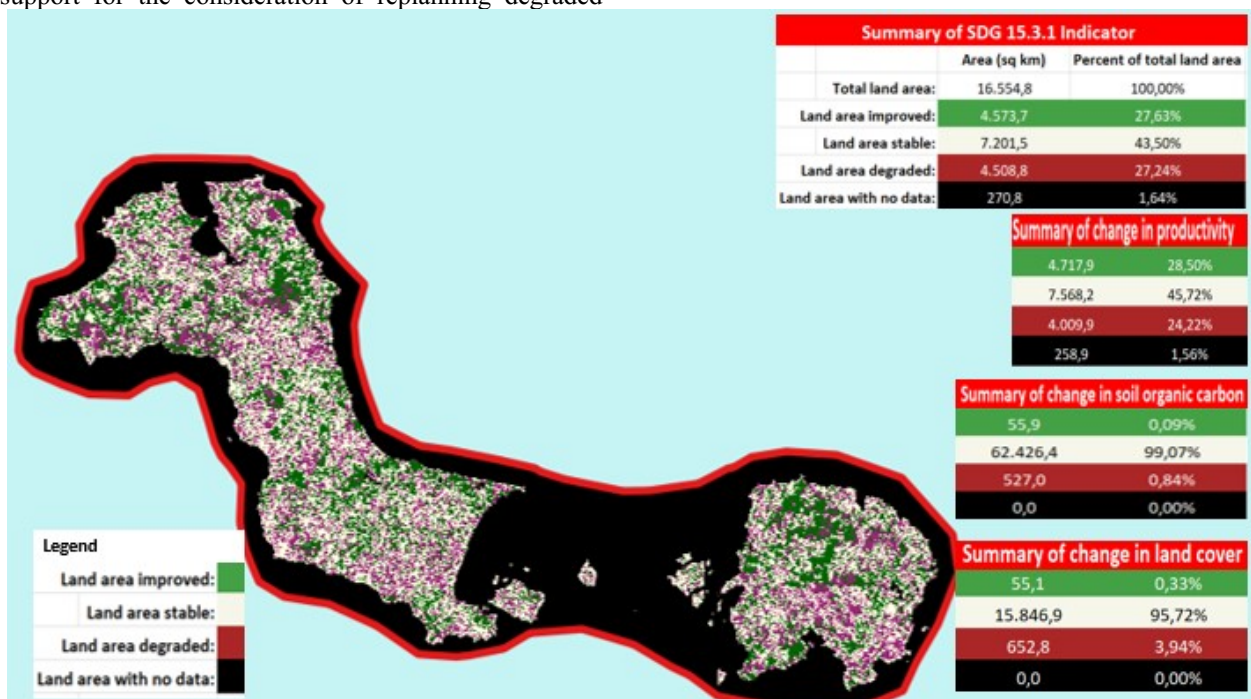 support for the consideration of replanning degraded
Summary of SDG 15.3.1 Indicator
Area (sq km) Percent of total land area
Total land area: 16.554,8 100,00%
Land area improved: 4.573,7 27,63%
Land area stable: 7.201,5 43,50%
Land area degraded: 4.508,8 27,24%
Land area with no data: 270,8 1,64%
Summary of change in productivity
4.717,9 28,50%
7.568,2 45,72%
4.009,9 24,22%
258,9 1,56%
Summary of change in soil organic carbon
55,9 0,09%
62.426,4 99,07%
527,0 0,84%
0,0 0,00%
Summary of change in land cover
55,1 0,33%
15.846,9 95,72%
652,8 3,94%
0,0 0,00%
Legend
Land area improved:
Land area stable:
Land area degraded:
Land area with no data: